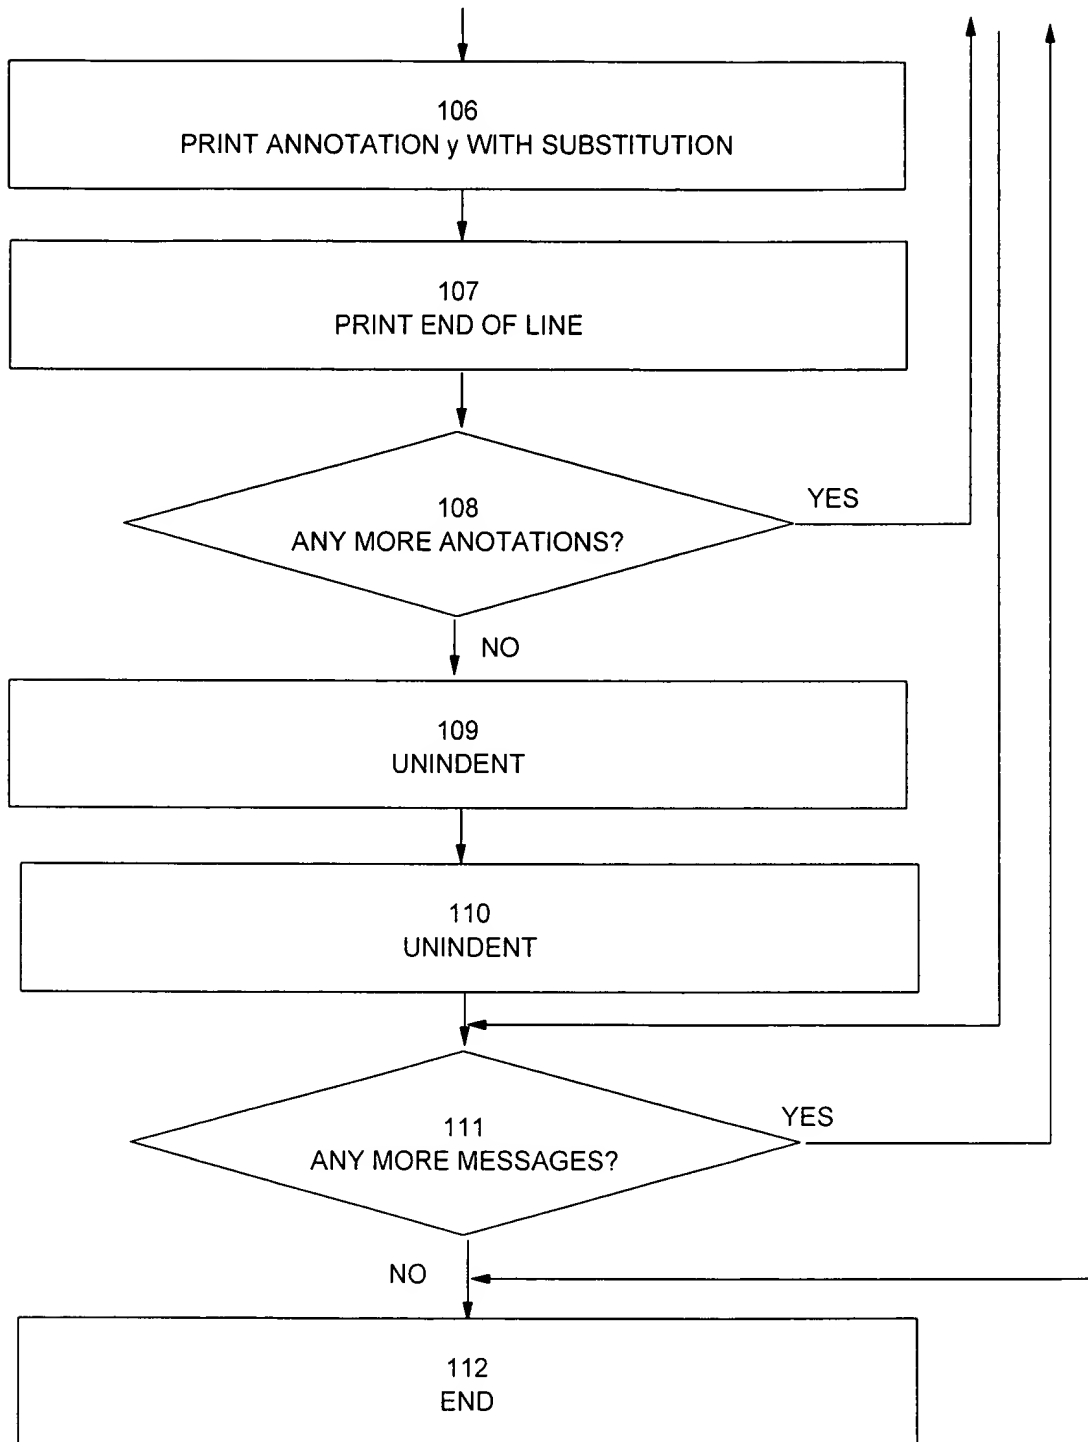 106
PRINT ANNOTATION y WITH SUBSTITUTION
107
PRINT END OF LINE
108
ANY MORE ANOTATIONS?
YES
NO
109
UNINDENT
110
UNINDENT
111
ANY MORE MESSAGES?
YES
NO
112
END